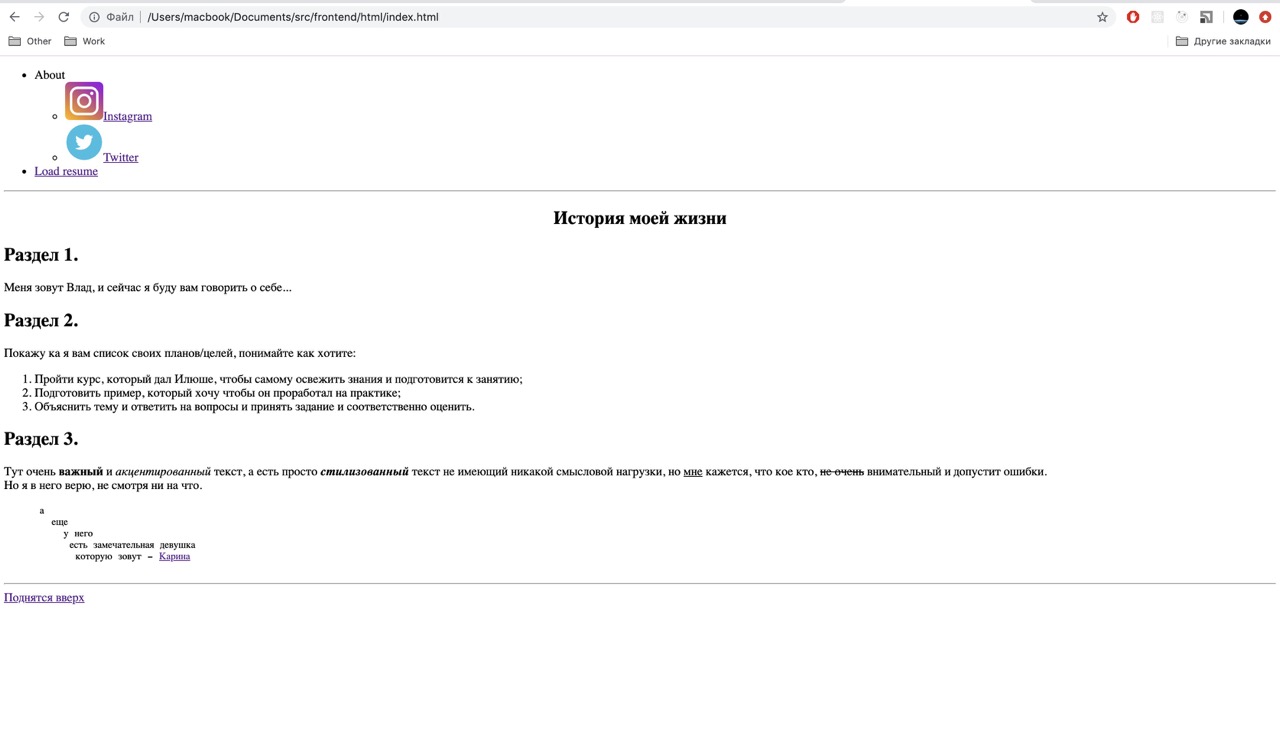 Файл | /Users/macbook/Documents/src/frontend/html/index.html
Other Work Другие закладки
About
Instagram
Twitter
Load resume
История моей жизни
Раздел 1.
Меня зовут Влад, и сейчас я буду вам говорить о себе...
Раздел 2.
Покажу ка я вам список своих планов/целей, понимайте как хотите:
1. Пройти курс, который дал Илюше, чтобы самому освежить знания и подготовится к занятию;
2. Подготовить пример, который хочу чтобы он проработал на практике;
3. Объяснить тему и ответить на вопросы и принять задание и соответственно оценить.
Раздел 3.
Тут очень важный и акцентированный текст, а есть просто стилизованный текст не имеющий никакой смысловой нагрузки, но мне кажется, что кое кто, не очень внимательный и допустит ошибки.
Но я в него верю, не смотря ни на что.
а
еще
у него
есть замечательная девушка
которую зовут – Карина
Поднятся вверх